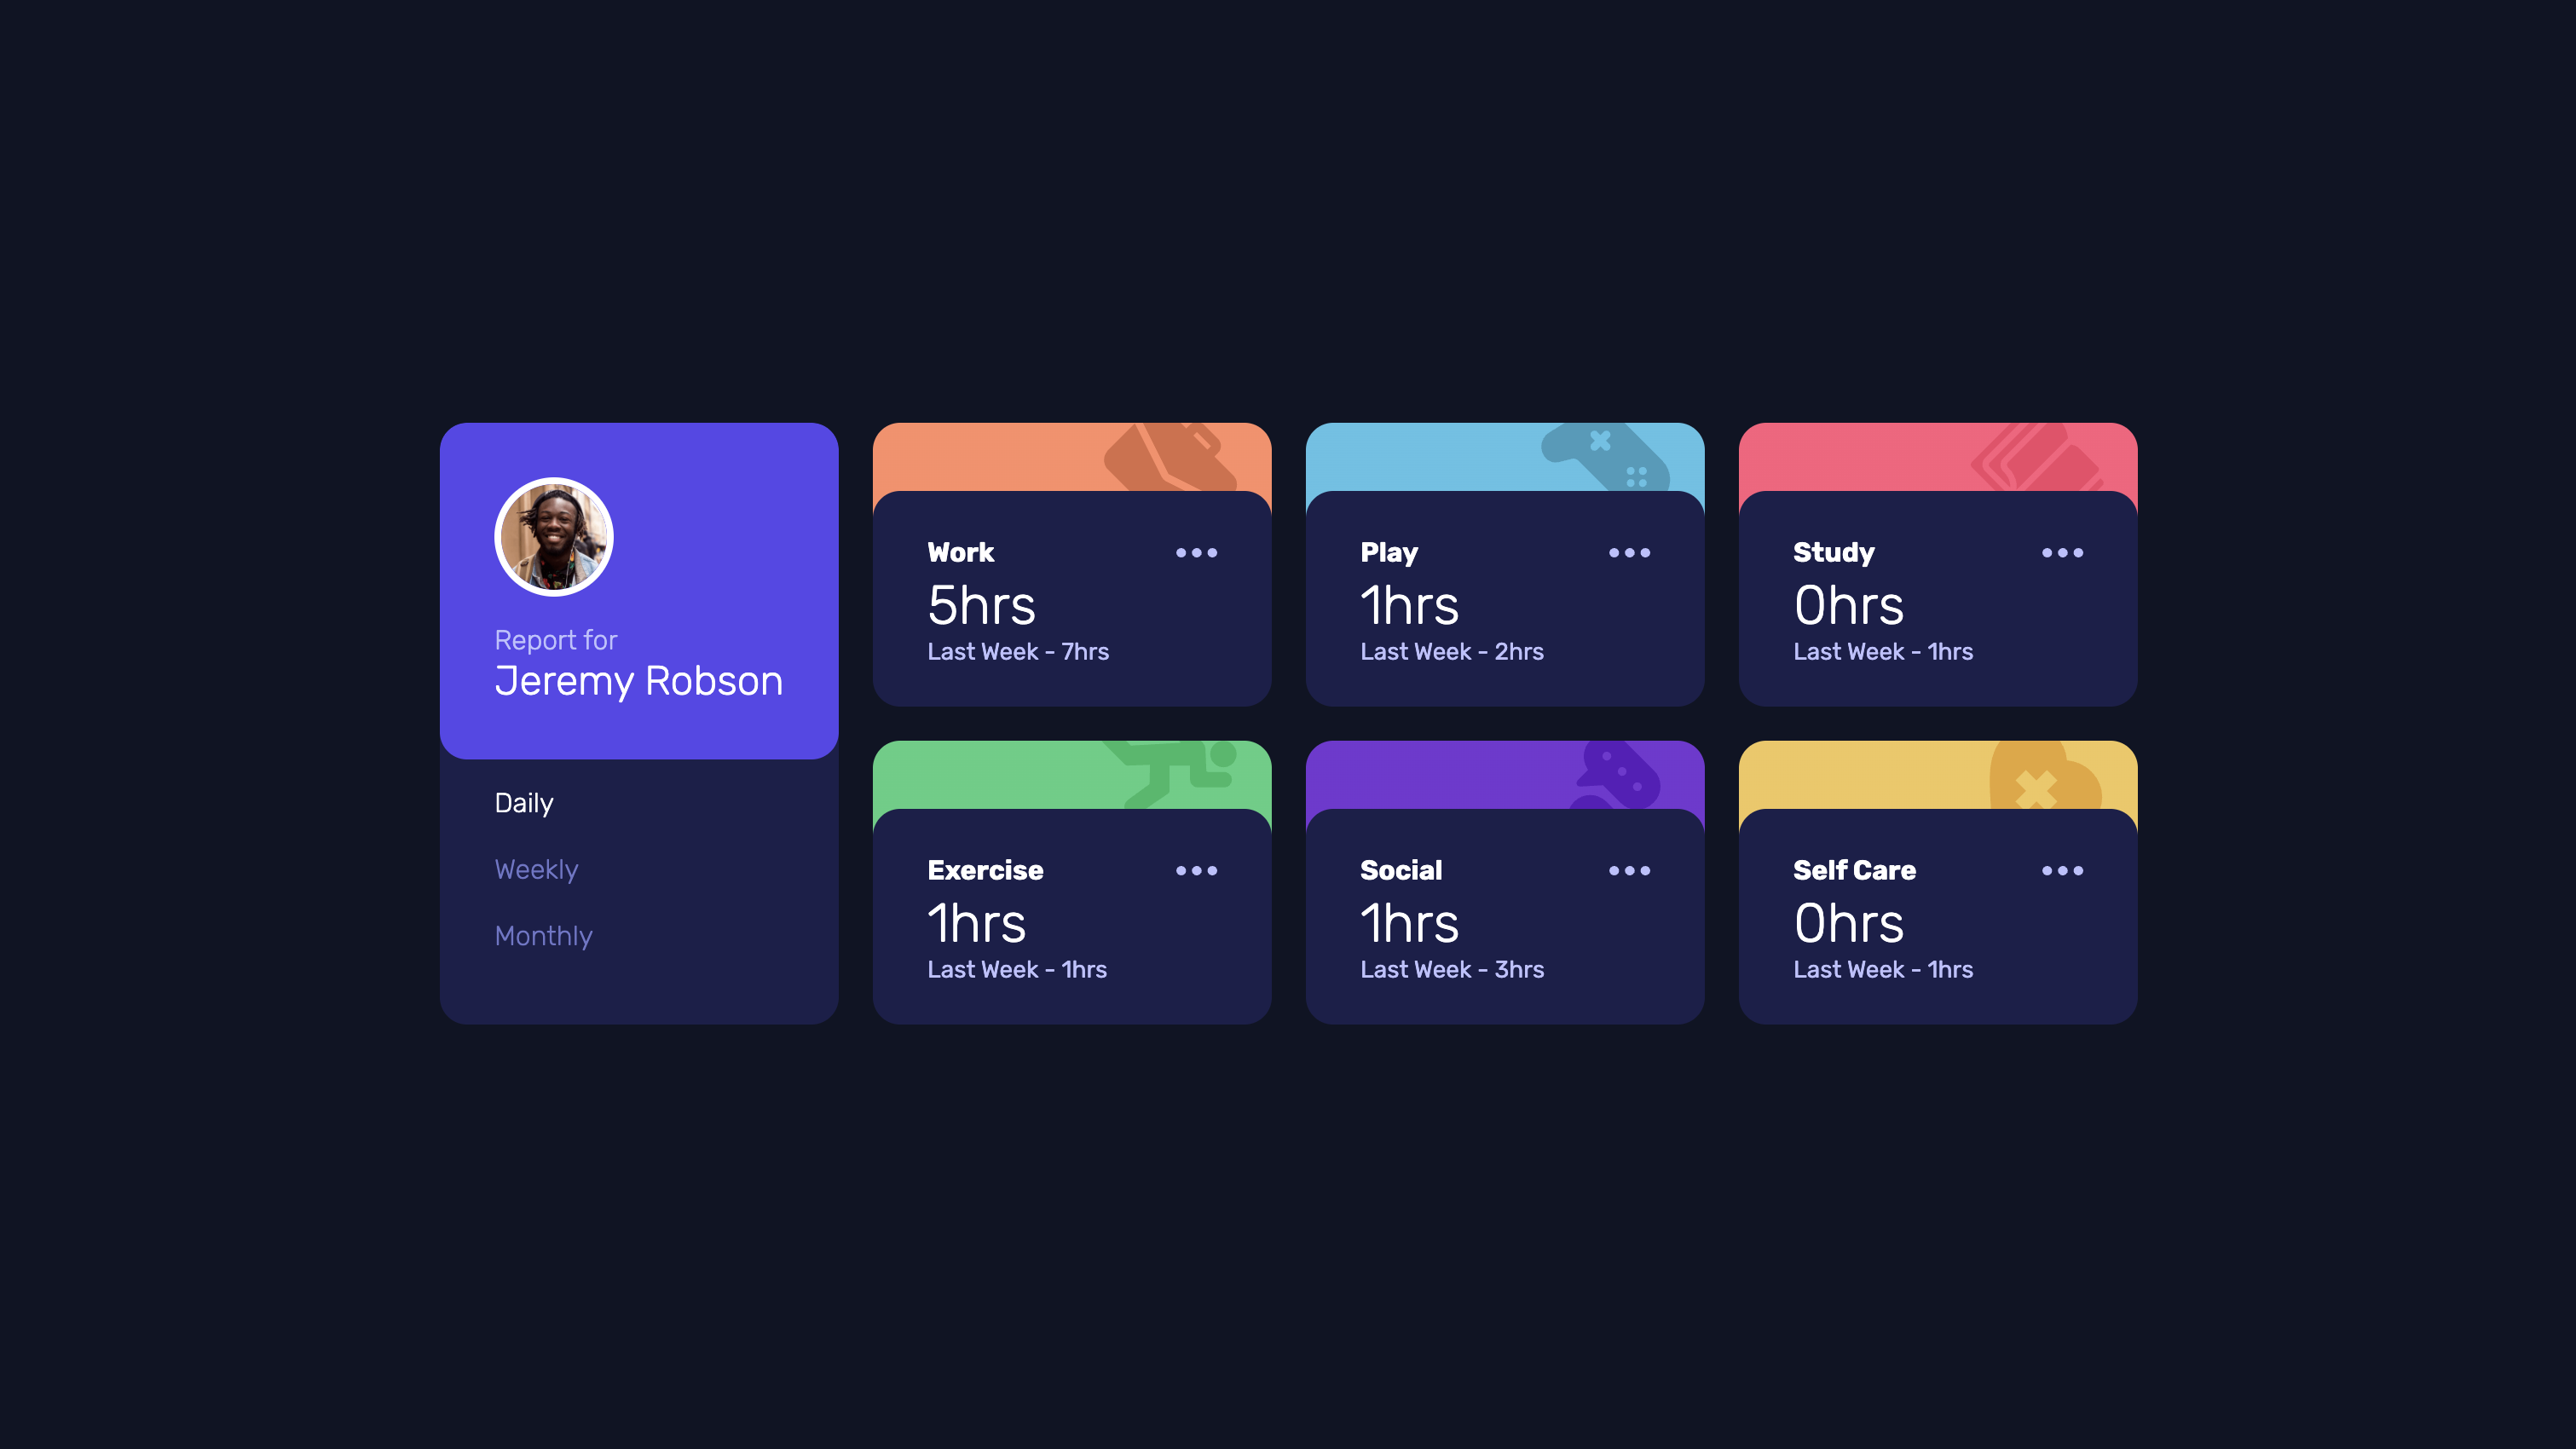 Report for
Jeremy Robson
Daily
Weekly
Monthly
Work
5hrs
Last Week - 7hrs
Play
1hrs
Last Week - 2hrs
Study
0hrs
Last Week - 1hrs
Exercise
1hrs
Last Week - 1hrs
Social
1hrs
Last Week - 3hrs
Self Care
0hrs
Last Week - 1hrs